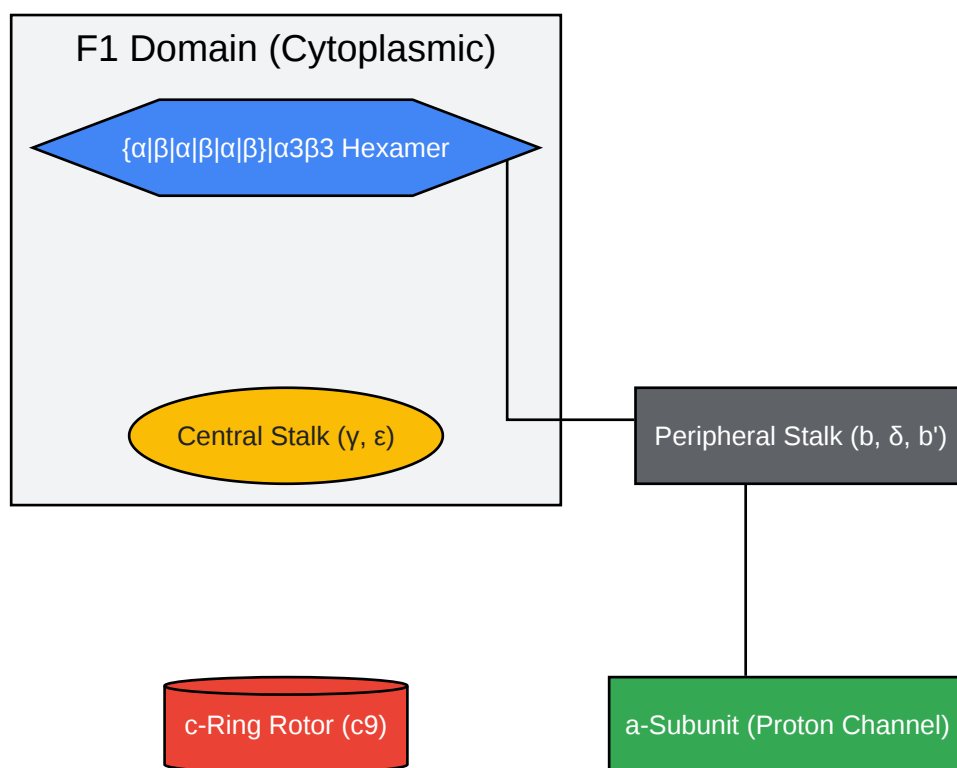 F1 Domain (Cytoplasmic)
{α|β|α|β|α|β}|α3β3 Hexamer
Central Stalk (γ, ε)
Peripheral Stalk (b, δ, b')
c-Ring Rotor (c9)
a-Subunit (Proton Channel)